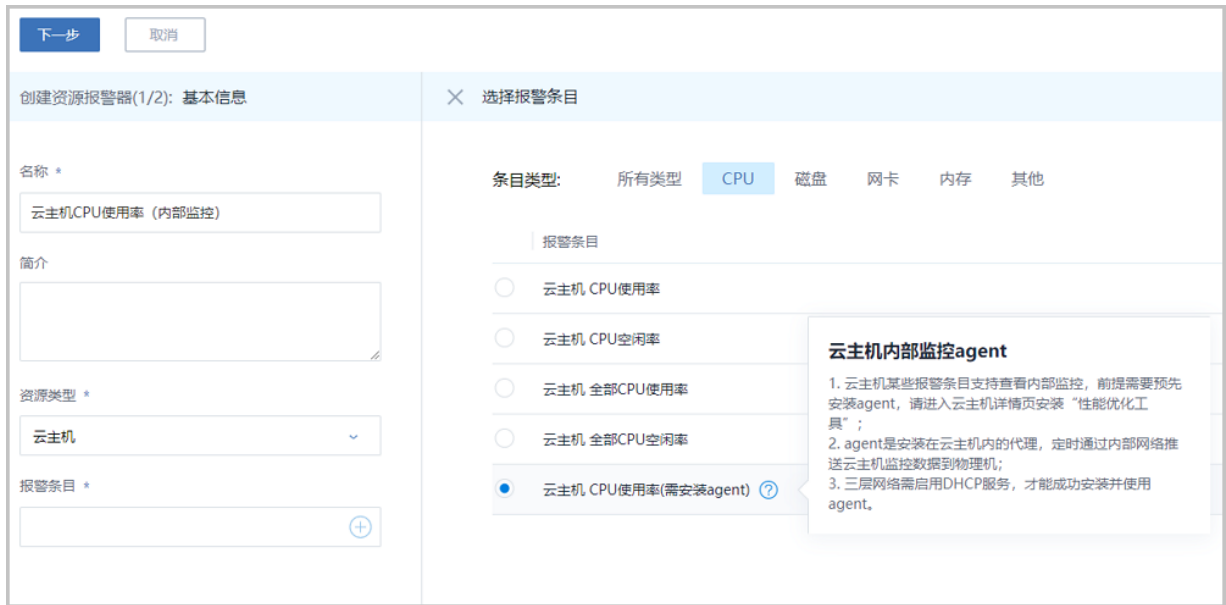 下一步
取消
创建资源报警器(1/2): 基本信息
选择报警条目
名称 *
云主机CPU使用率（内部监控）
简介
资源类型 *
云主机
报警条目 *
条目类型:
所有类型
CPU
磁盘
网卡
内存
其他
报警条目
云主机 CPU使用率
云主机 CPU空闲率
云主机 全部CPU使用率
云主机 全部CPU空闲率
云主机 CPU使用率(需安装agent)
云主机内部监控agent
1. 云主机某些报警条目支持查看内部监控，前提需要预先
安装agent，请进入云主机详情页安装“性能优化工
具”；
2. agent是安装在云主机内的代理，定时通过内部网络推
送云主机监控数据到物理机；
3. 三层网络需启用DHCP服务，才能成功安装并使用
agent。